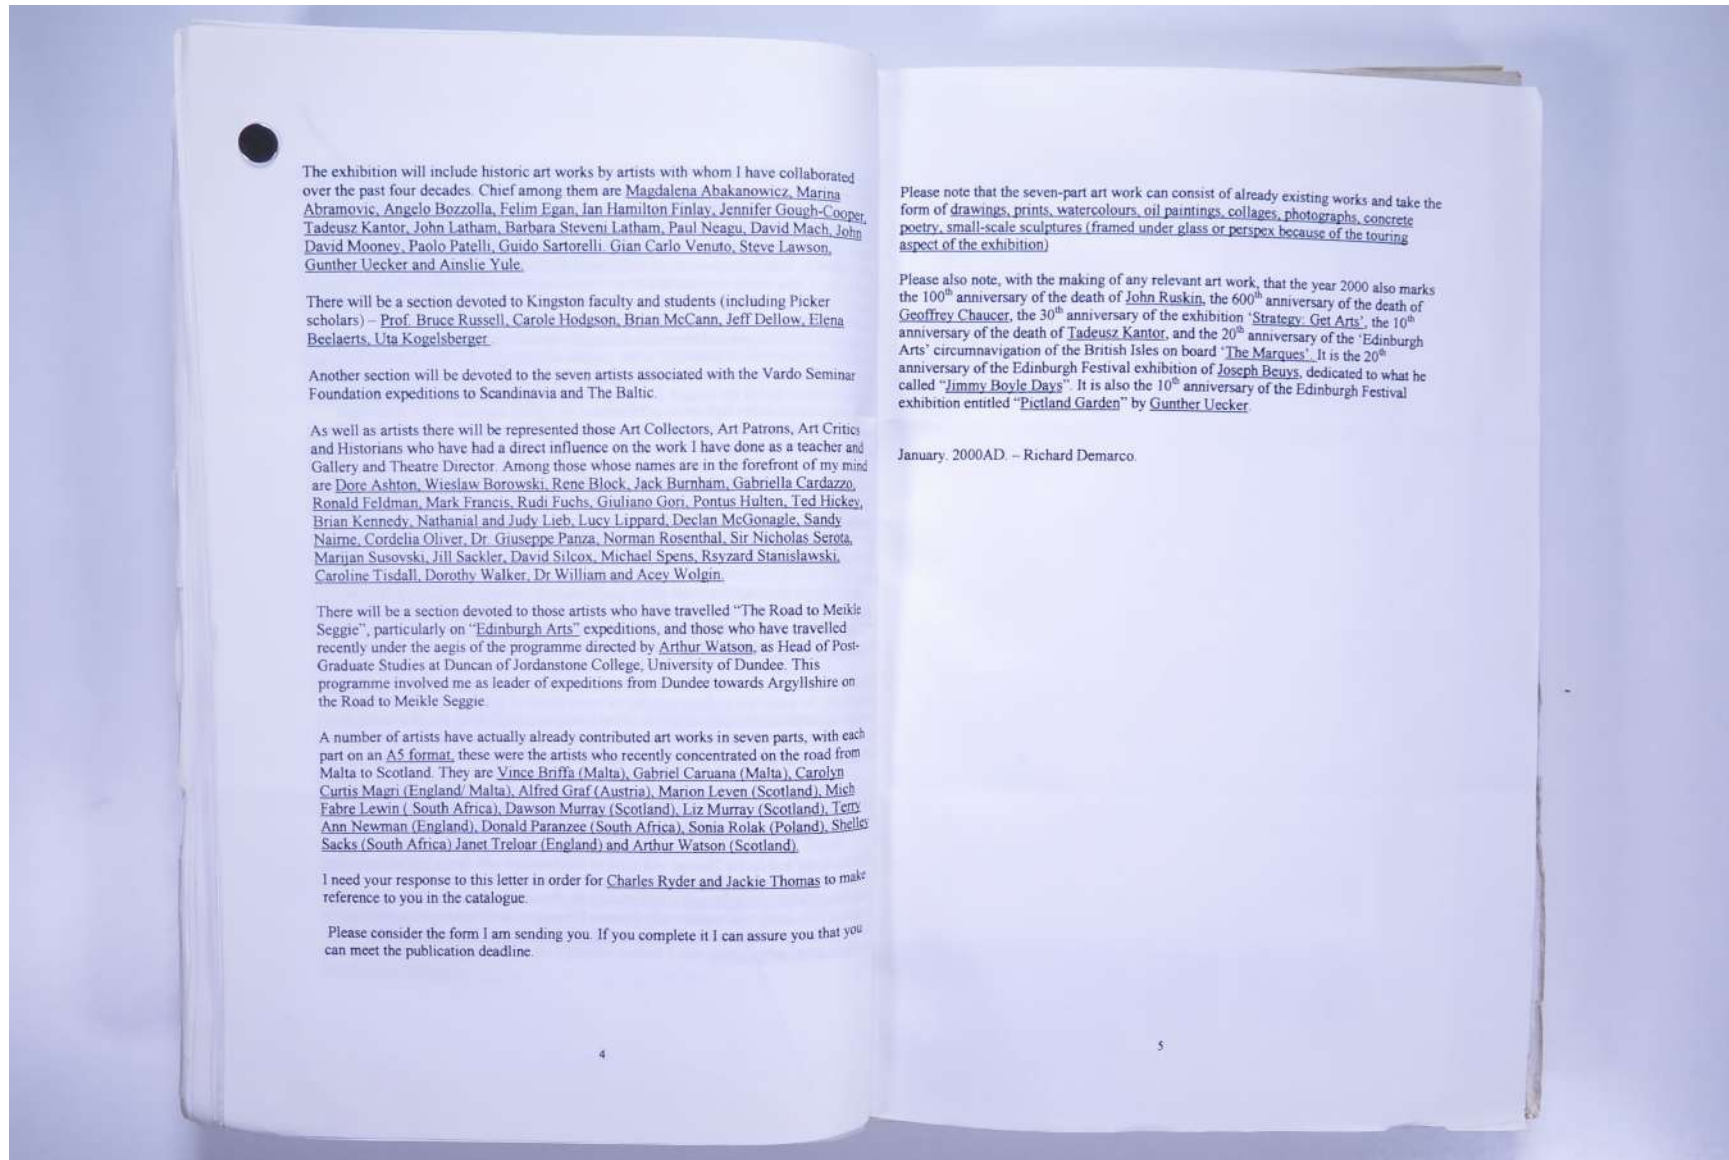 The exhibition will include historic art works by artists with whom I have collaborated
over the past four decades. Chief among them are Magdalena Abakanowicz, Marina
Abramovic, Angelo Bozzolla, Felim Egan, Ian Hamilton Finlay, Jennifer Gough-Cooper,
Tadeusz Kantor, John Latham, Barbara Steveni Latham, Paul Neagu, David Mach, John
David Mooney, Paolo Patelli, Guido Sartorelli. Gian Carlo Venuto, Steve Lawson,
Gunther Uecker and Ainslie Yule.
There will be a section devoted to Kingston faculty and students (including Picker
scholars) – Prof. Bruce Russell, Carole Hodgson, Brian McCann, Jeff Dellow, Elena
Beelaerts, Uta Kogelsberger.
Another section will be devoted to the seven artists associated with the Vardo Seminar
Foundation expeditions to Scandinavia and The Baltic.
As well as artists there will be represented those Art Collectors, Art Patrons, Art Critics
and Historians who have had a direct influence on the work I have done as a teacher and
Gallery and Theatre Director. Among those whose names are in the forefront of my mind
are Dore Ashton, Wieslaw Borowski, Rene Block, Jack Burnham, Gabriella Cardazzo,
Ronald Feldman, Mark Francis, Rudi Fuchs, Giuliano Gori, Pontus Hulten, Ted Hickey,
Brian Kennedy, Nathanial and Judy Lieb, Lucy Lippard, Declan McGonagle, Sandy
Nairne, Cordelia Oliver, Dr. Giuseppe Panza, Norman Rosenthal, Sir Nicholas Serota,
Marijan Susovski, Jill Sackler, David Silcox, Michael Spens, Rsyzard Stanislawski,
Caroline Tisdall, Dorothy Walker, Dr William and Acey Wolgin.
There will be a section devoted to those artists who have travelled “The Road to Meikle
Seggie”, particularly on “Edinburgh Arts” expeditions, and those who have travelled
recently under the aegis of the programme directed by Arthur Watson, as Head of Post-
Graduate Studies at Duncan of Jordanstone College, University of Dundee. This
programme involved me as leader of expeditions from Dundee towards Argyllshire on
the Road to Meikle Seggie.
A number of artists have actually already contributed art works in seven parts, with each
part on an A5 format, these were the artists who recently concentrated on the road from
Malta to Scotland. They are Vince Briffa (Malta), Gabriel Caruana (Malta), Carolyn
Curtis Magri (England/ Malta), Alfred Graf (Austria), Marion Leven (Scotland), Mich
Fabre Lewin ( South Africa), Dawson Murray (Scotland), Liz Murray (Scotland), Terry
Ann Newman (England), Donald Paranzee (South Africa), Sonia Rolak (Poland), Shelley
Sacks (South Africa) Janet Treloar (England) and Arthur Watson (Scotland).
I need your response to this letter in order for Charles Ryder and Jackie Thomas to make
reference to you in the catalogue.
Please consider the form I am sending you. If you complete it I can assure you that you
can meet the publication deadline.
4
Please note that the seven-part art work can consist of already existing works and take the
form of drawings, prints, watercolours, oil paintings, collages, photographs, concrete
poetry, small-scale sculptures (framed under glass or perspex because of the touring
aspect of the exhibition)
Please also note, with the making of any relevant art work, that the year 2000 also marks
the 100th anniversary of the death of John Ruskin, the 600th anniversary of the death of
Geoffrey Chaucer, the 30th anniversary of the exhibition ‘Strategy: Get Arts’, the 10th
anniversary of the death of Tadeusz Kantor, and the 20th anniversary of the ‘Edinburgh
Arts’ circumnavigation of the British Isles on board ‘The Marques’. It is the 20th
anniversary of the Edinburgh Festival exhibition of Joseph Beuys, dedicated to what he
called “Jimmy Boyle Days”. It is also the 10th anniversary of the Edinburgh Festival
exhibition entitled “Pictland Garden” by Gunther Uecker.
January. 2000AD. – Richard Demarco.
5